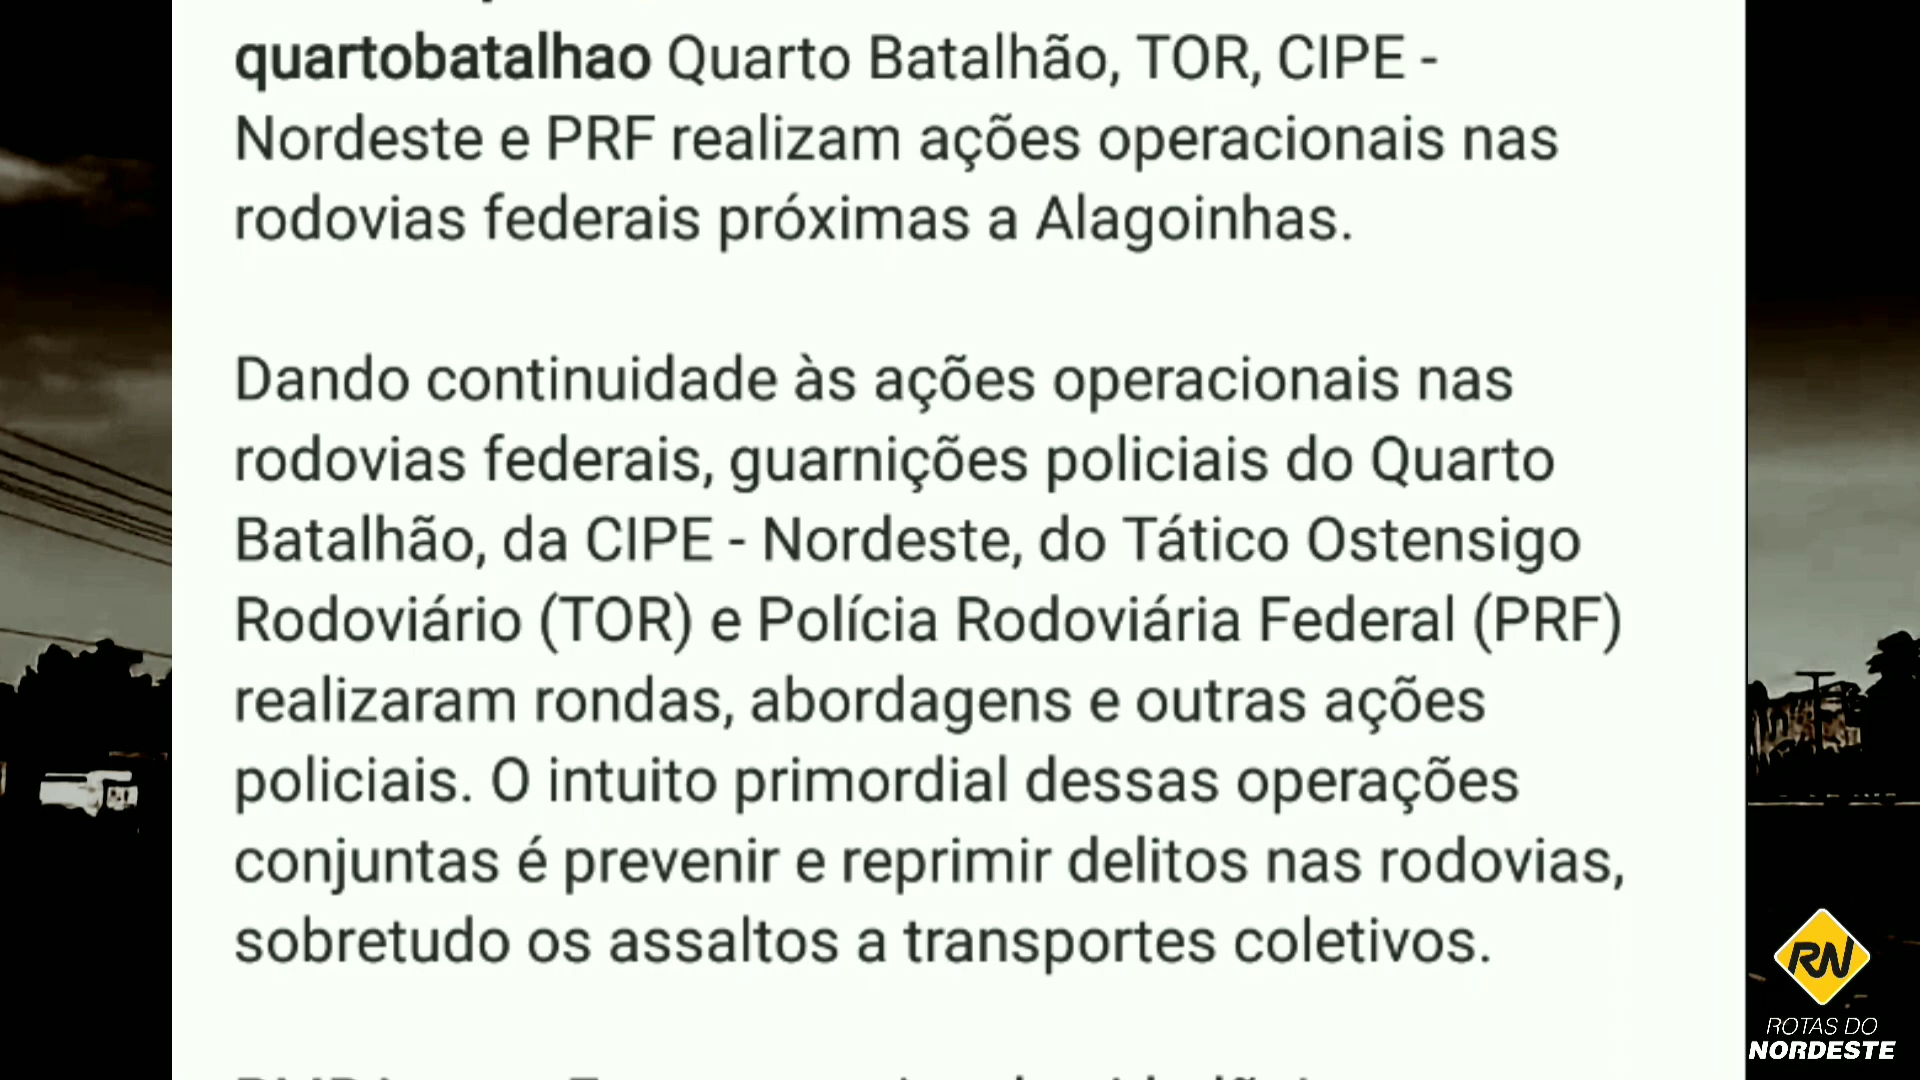 quartobatalhao Quarto Batalhão, TOR, CIPE -
Nordeste e PRF realizam ações operacionais nas
rodovias federais próximas a Alagoinhas.
Dando continuidade às ações operacionais nas
rodovias federais, guarnições policiais do Quarto
Batalhão, da CIPE - Nordeste, do Tático Ostensigo
Rodoviário (TOR) e Polícia Rodoviária Federal (PRF)
realizaram rondas, abordagens e outras ações
policiais. O intuito primordial dessas operações
conjuntas é prevenir e reprimir delitos nas rodovias,
sobretudo os assaltos a transportes coletivos.
RN
ROTAS DO
NORDESTE